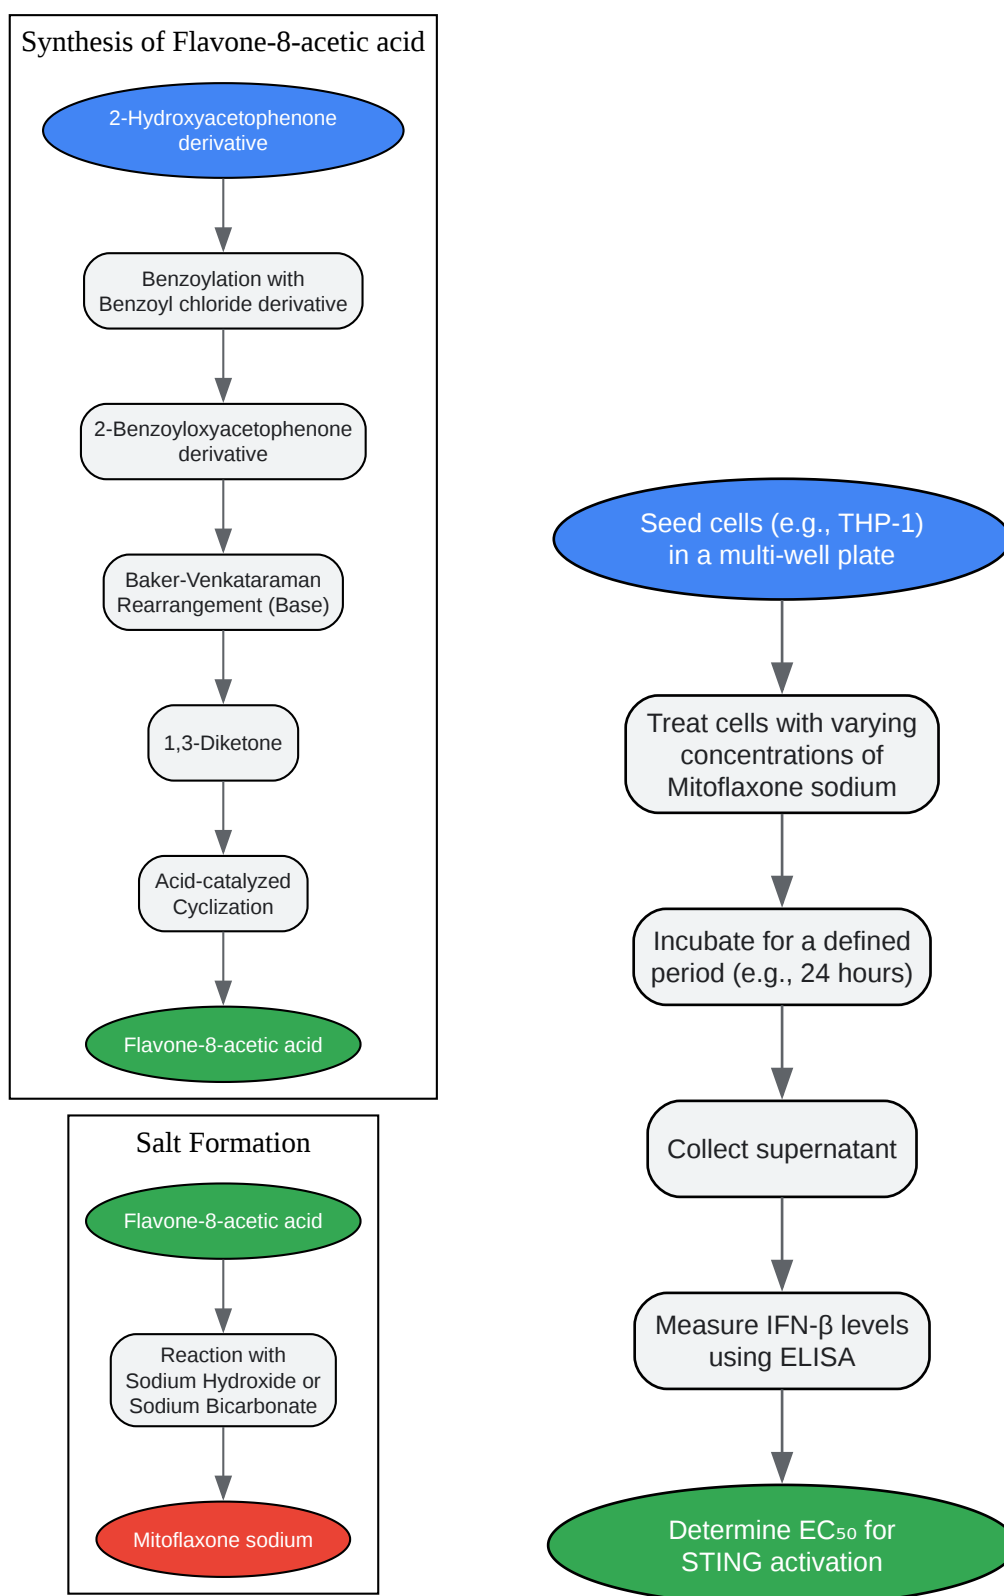 Synthesis of Flavone-8-acetic acid
2-Hydroxyacetophenone
derivative
Benzoylation with
Benzoyl chloride derivative
2-Benzoyloxyacetophenone
derivative
Baker-Venkataraman
Rearrangement (Base)
1,3-Diketone
Acid-catalyzed
Cyclization
Flavone-8-acetic acid
Salt Formation
Flavone-8-acetic acid
Reaction with
Sodium Hydroxide or
Sodium Bicarbonate
Mitoflaxone sodium
Seed cells (e.g., THP-1)
in a multi-well plate
Treat cells with varying
concentrations of
Mitoflaxone sodium
Incubate for a defined
period (e.g., 24 hours)
Collect supernatant
Measure IFN-β levels
using ELISA
Determine EC₅₀ for
STING activation